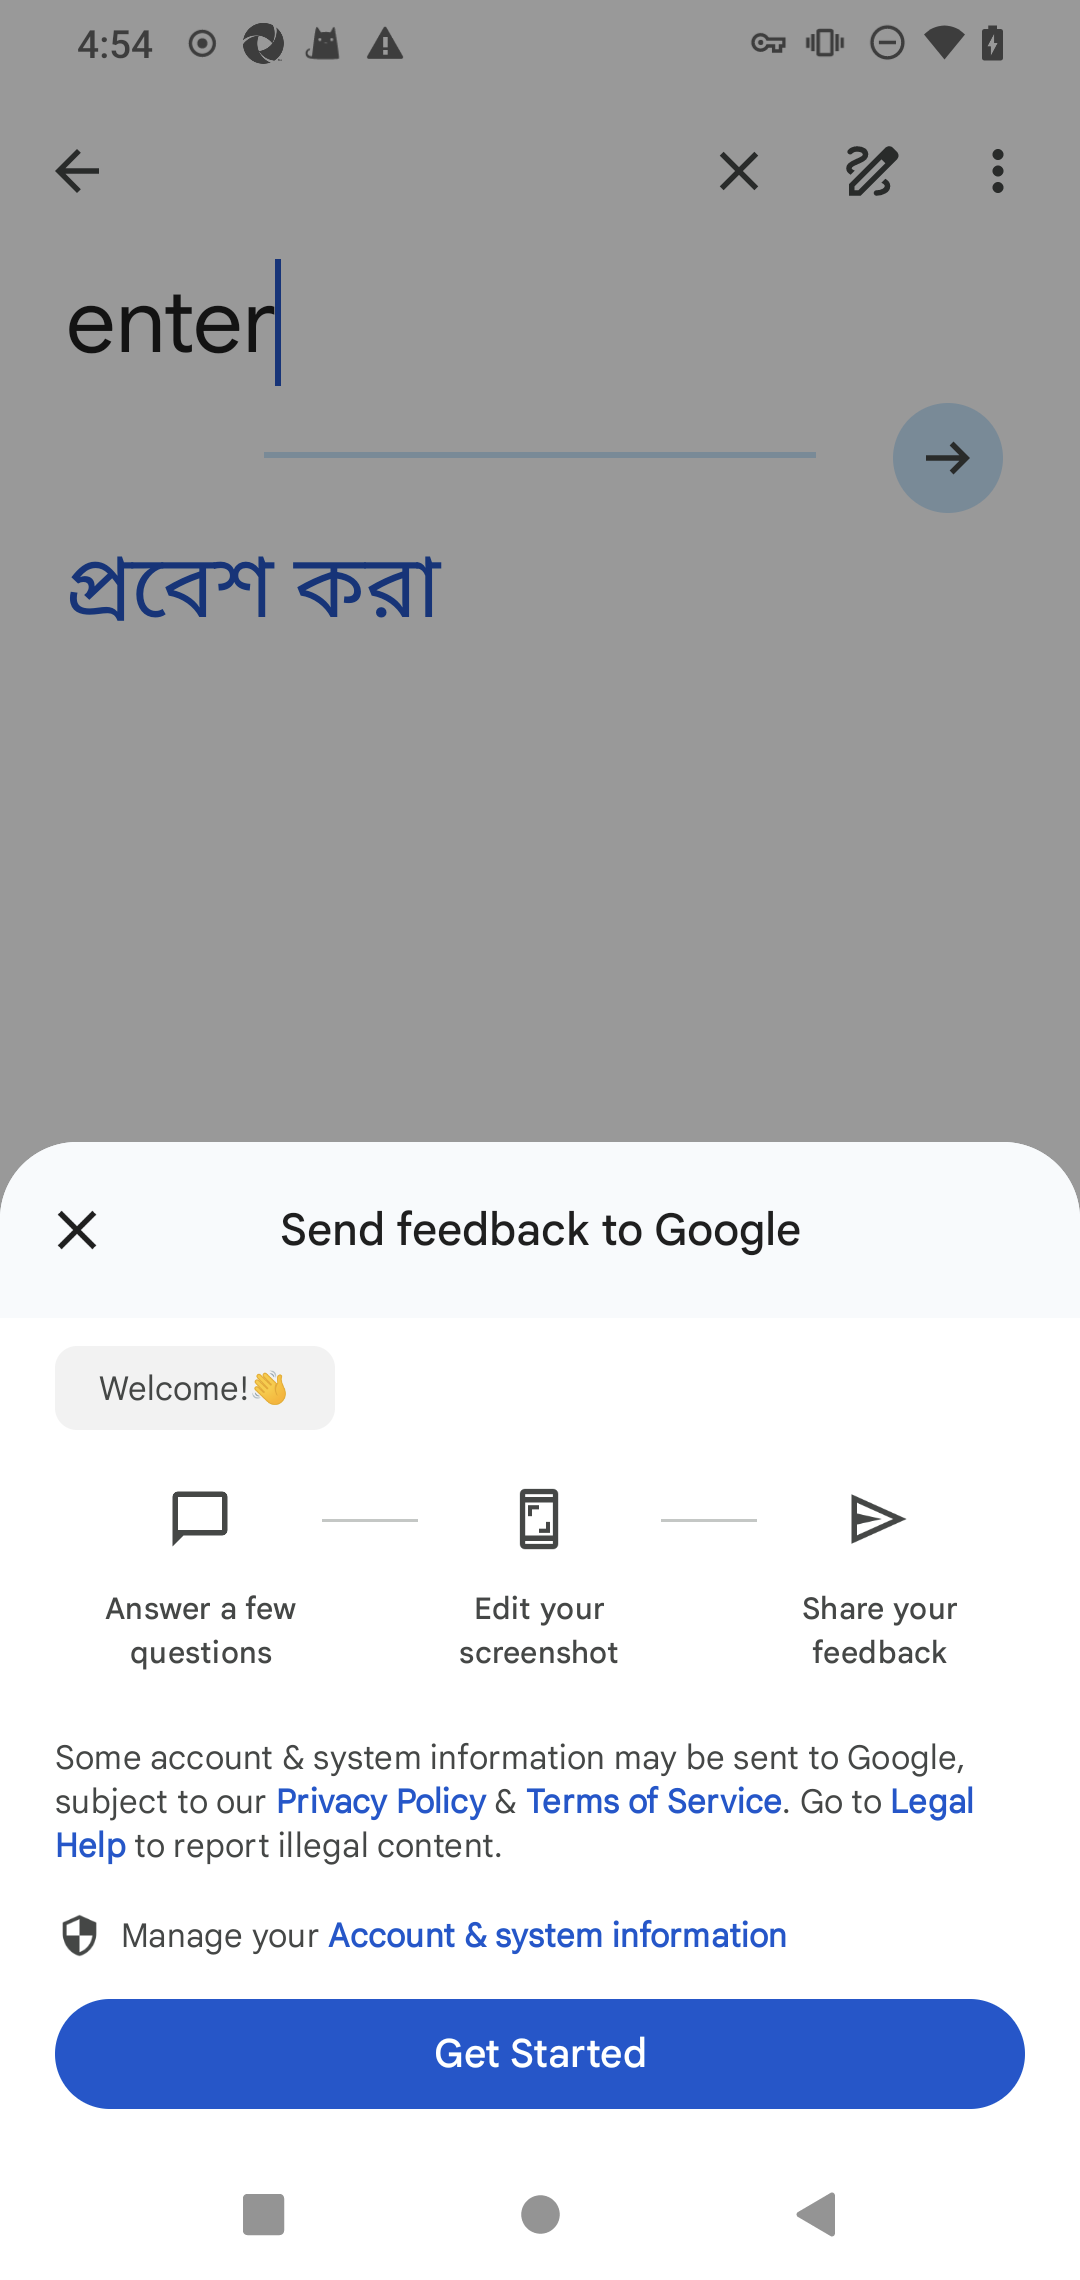 4:54
enter
প্রবেশ করা
Send feedback to Google
Welcome!👋
Answer a few
questions
Edit your
screenshot
Share your
feedback
Some account & system information may be sent to Google,
subject to our Privacy Policy & Terms of Service. Go to Legal
Help to report illegal content.
Manage your Account & system information
Get Started